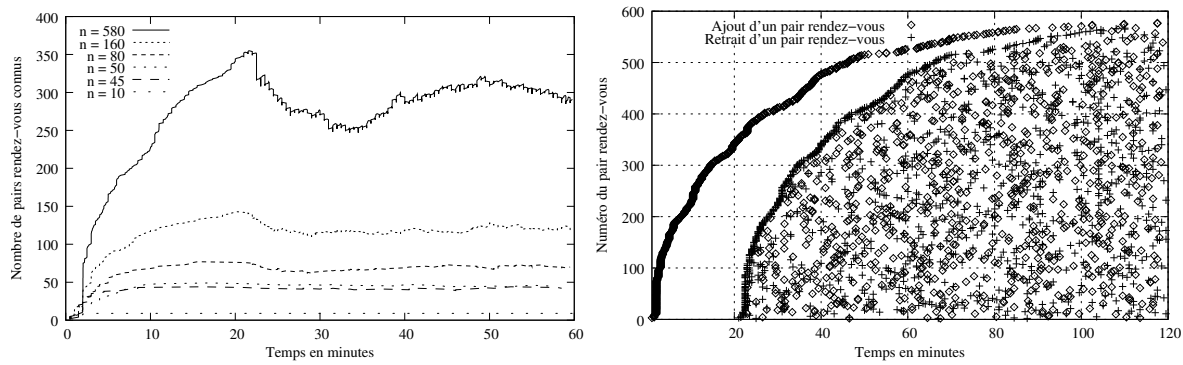 400
350
300
250
200
150
100
50
0
Nombre de pairs rendez−vous connus
n = 580
n = 160
n = 80
n = 50
n = 45
n = 10
0 10 20 30 40 50 60
Temps en minutes
600
500
400
300
200
100
0
Numéro du pair rendez−vous
Ajout d'un pair rendez−vous
Retrait d'un pair rendez−vous
20 40 60 80 100 120
Temps en minutes